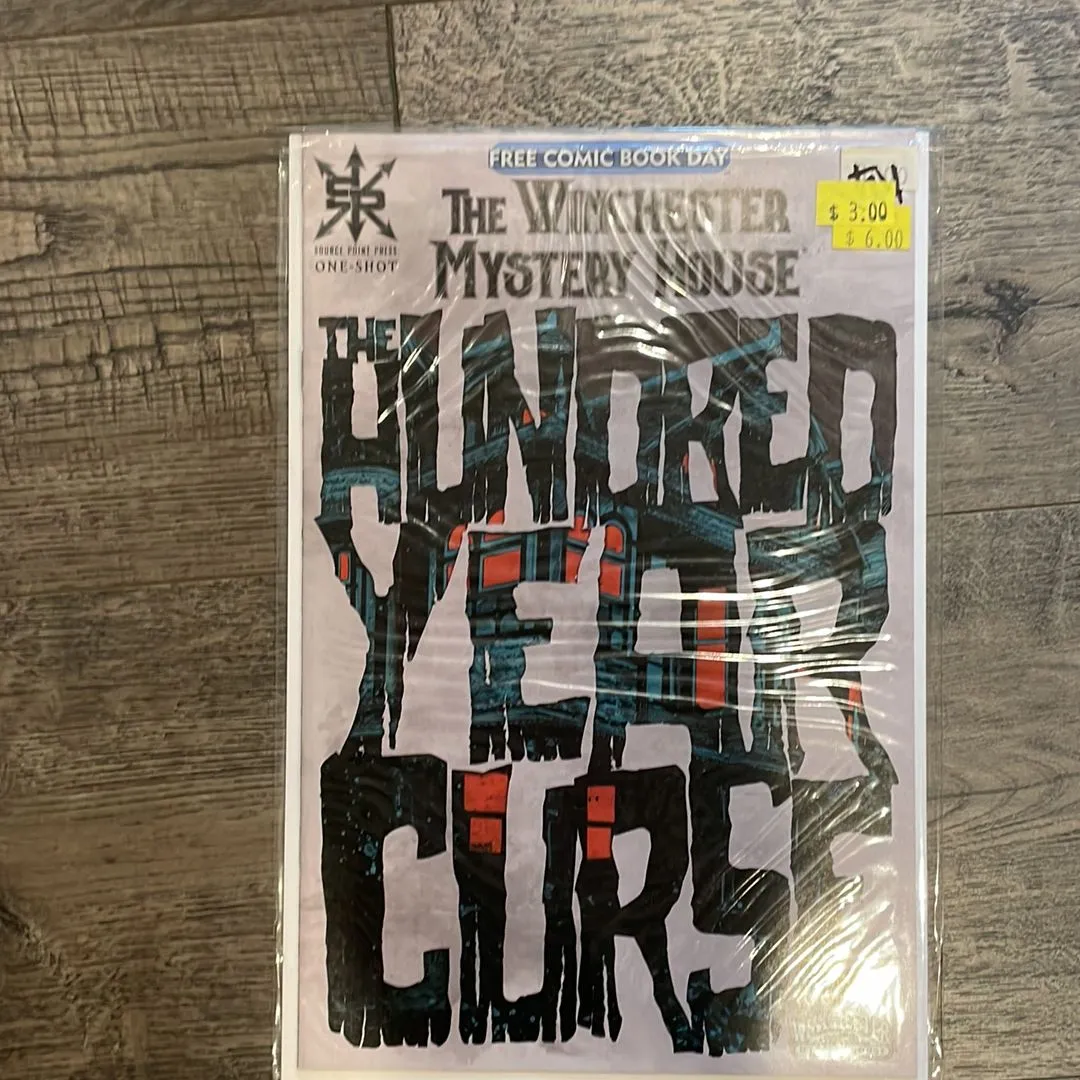 FREE COMIC BOOK DAY
THE WINCHESTER
MYSTERY HOUSE
SOURCE POINT PRESS
ONE-SHOT
$ 3.00
$ 6.00
THE
HUNDRED
YEAR
CURSE